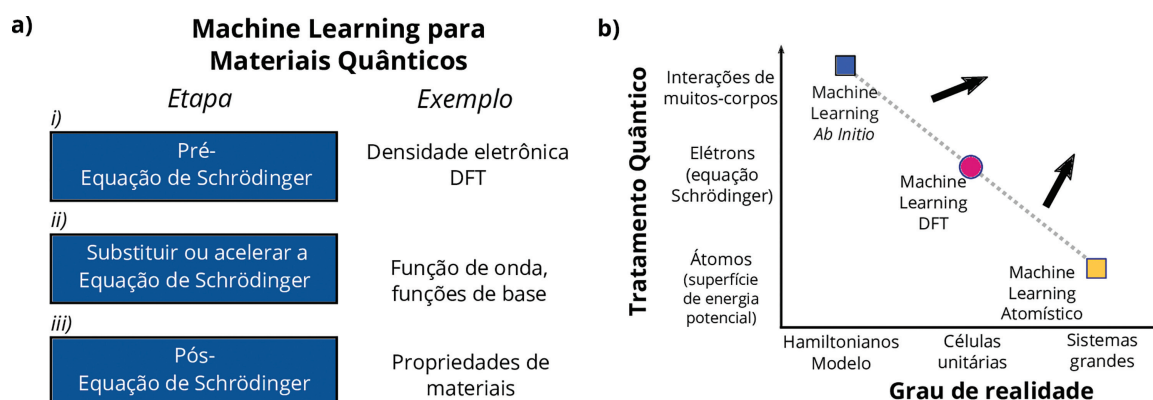 a)
Machine Learning para
Materiais Quânticos
Etapa
Exemplo
i)
Pré-
Equação de Schrödinger
Densidade eletrônica
DFT
ii)
Substituir ou acelerar a
Equação de Schrödinger
Função de onda,
funções de base
iii)
Pós-
Equação de Schrödinger
Propriedades de
materiais
b)
Tratamento Quântico
Interações de
muitos-corpos
Elétrons
(equação
Schrödinger)
Átomos
(superfície
de energia
potencial)
Machine
Learning
Ab Initio
Machine
Learning
DFT
Machine
Learning
Atomístico
Hamiltonianos
Modelo
Células
unitárias
Sistemas
grandes
Grau de realidade